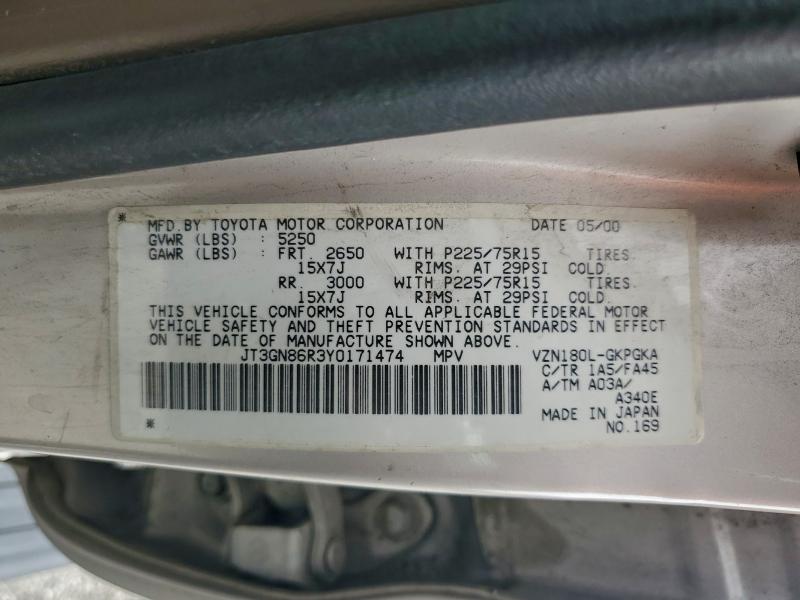 MFD. BY TOYOTA MOTOR CORPORATION DATE 05/00
GVWR (LBS) : 5250
GAWR (LBS) : FRT. 2650 WITH P225/75R15 TIRES.
15X7J RIMS. AT 29PSI COLD.
RR. 3000 WITH P225/75R15 TIRES.
15X7J RIMS. AT 29PSI COLD.
THIS VEHICLE CONFORMS TO ALL APPLICABLE FEDERAL MOTOR
VEHICLE SAFETY AND THEFT PREVENTION STANDARDS IN EFFECT
ON THE DATE OF MANUFACTURE SHOWN ABOVE.
JT3GN86R3Y0171474 MPV VZN180L-GKPGKA
C/TR 1A5/FA45
A/TM A03A/
A340E
MADE IN JAPAN
NO.169